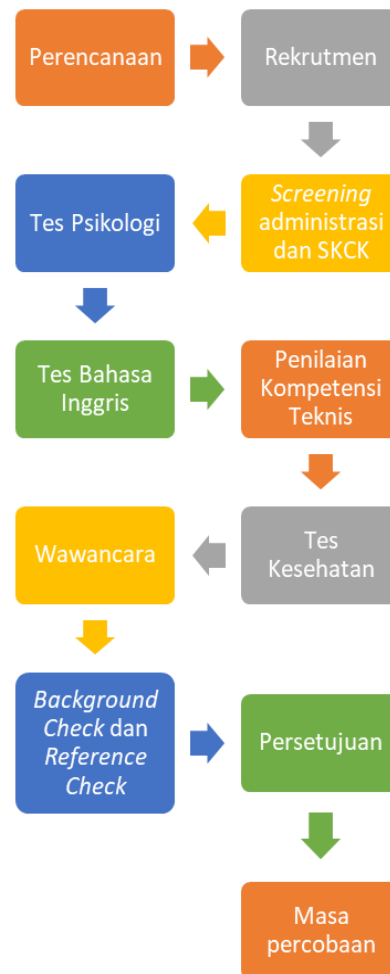 Perencanaan
Rekrutmen
Screening
administrasi
dan SKCK
Tes Psikologi
Tes Bahasa
Inggris
Penilaian
Kompetensi
Teknis
Tes
Kesehatan
Wawancara
Background
Check dan
Reference
Check
Persetujuan
Masa
percobaan